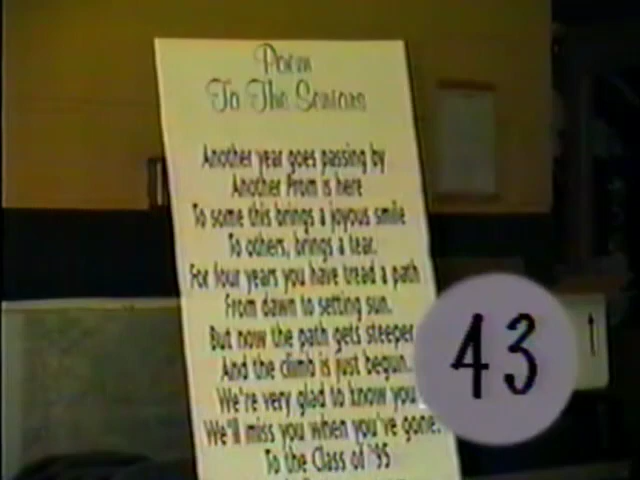 Poem
To The Seniors
Another year goes passing by
Another Prom is here
To some this brings a joyous smile
To others, brings a tear.
For four years you have tread a path
From dawn to setting sun.
But now the path gets steeper
And the climb is just begun.
We're very glad to know you
We'll miss you when you've gone.
To the Class of '95
43